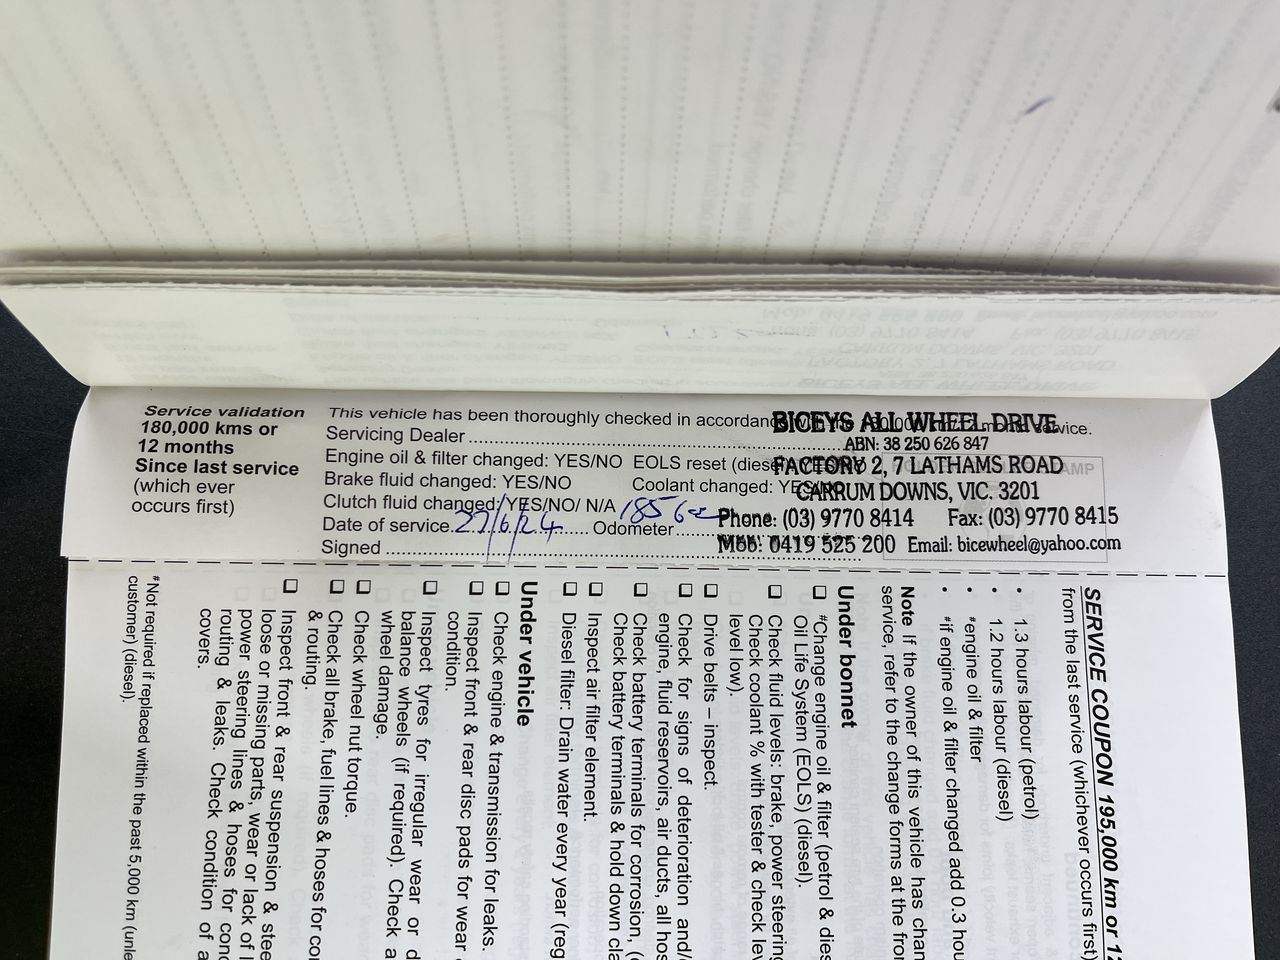 Service validation
180,000 kms or
12 months
Since last service
(which ever
occurs first)
This vehicle has been thoroughly checked in accordance service.
Servicing Dealer
Engine oil & filter changed: YES/NO EOLS reset (diesel)
Brake fluid changed: YES/NO Coolant changed: YES/NO
Clutch fluid changed: YES/NO/ N/A
Date of service 27/6/24 Odometer
Signed
BICEYS ALL WHEEL DRIVE
ABN: 38 250 626 847
FACTORY 2, 7 LATHAMS ROAD
CARRUM DOWNS, VIC. 3201
Phone: (03) 9770 8414 Fax: (03) 9770 8415
Mob: 0419 525 200 Email: bicewheel@yahoo.com
SERVICE COUPON 195,000 km or 12
from the last service (whichever occurs first)
• 1.3 hours labour (petrol)
• 1.2 hours labour (diesel)
• #engine oil & filter
• #if engine oil & filter changed add 0.3 hou
Note If the owner of this vehicle has chan
service, refer to the change forms at the fron
Under bonnet
#Change engine oil & filter (petrol & dies
Oil Life System (EOLS) (diesel).
Check fluid levels: brake, power steering
Check coolant % with tester & check lev
level low).
Drive belts – inspect.
Check for signs of deterioration and/
engine, fluid reservoirs, air ducts, all hos
Check battery terminals for corrosion, (
Check battery terminals & hold down cla
Inspect air filter element.
Diesel filter: Drain water every year (reg
Under vehicle
Check engine & transmission for leaks.
Inspect front & rear disc pads for wear
condition.
Inspect tyres for irregular wear or d
balance wheels (if required). Check a
wheel damage.
Check wheel nut torque.
Check all brake, fuel lines & hoses for con
& routing.
Inspect front & rear suspension & stee
loose or missing parts, wear or lack of l
power steering lines & hoses for cond
routing & leaks. Check condition of a
covers.
#Not required if replaced within the past 5,000 km (unle
customer) (diesel).